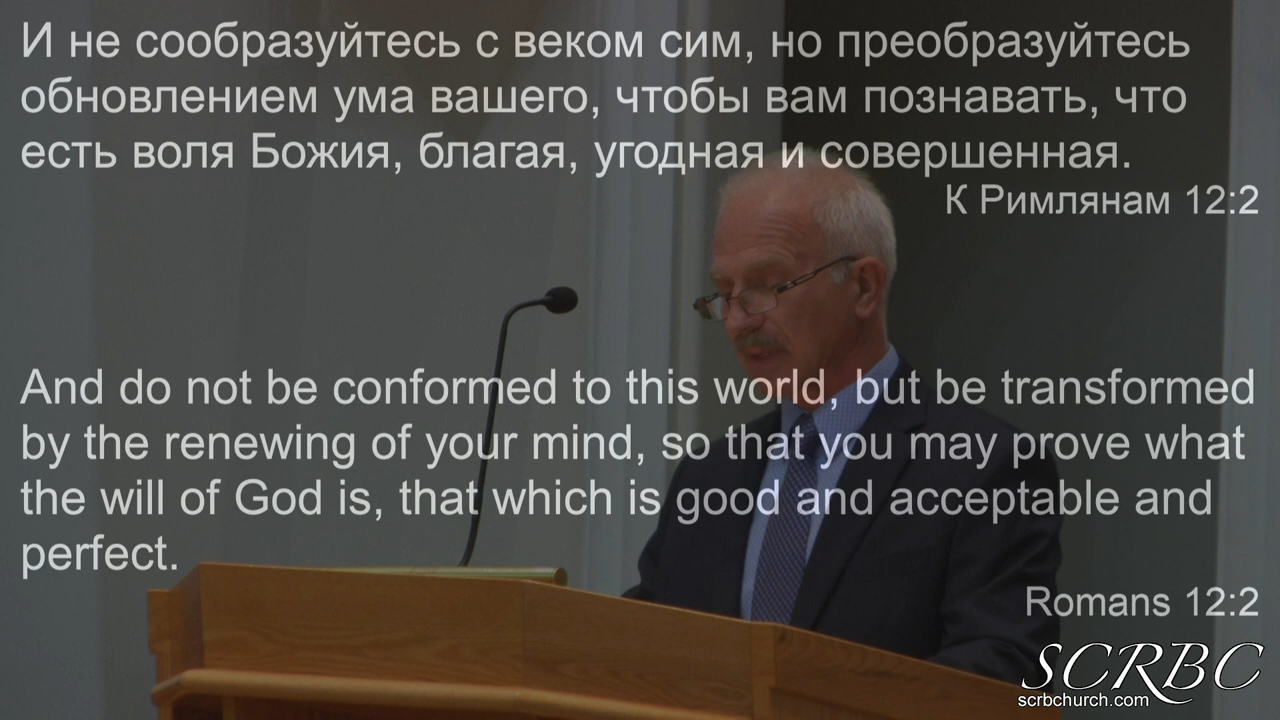 И не сообразуйтесь с веком сим, но преобразуйтесь
обновлением ума вашего, чтобы вам познавать, что
есть воля Божия, благая, угодная и совершенная.
К Римлянам 12:2
And do not be conformed to this world, but be transformed
by the renewing of your mind, so that you may prove what
the will of God is, that which is good and acceptable and
perfect.
Romans 12:2
SCRBC
scrbchurch.com